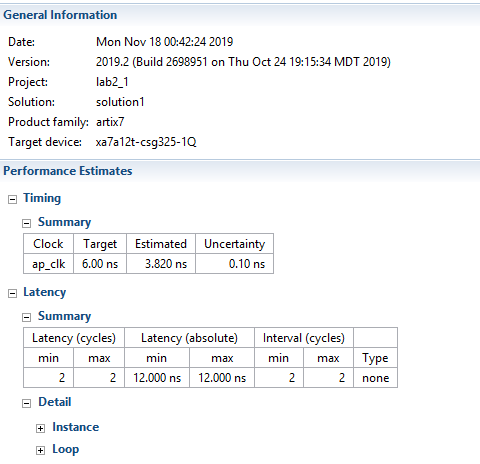 General Information
Date: Mon Nov 18 00:42:24 2019
Version: 2019.2 (Build 2698951 on Thu Oct 24 19:15:34 MDT 2019)
Project: lab2_1
Solution: solution1
Product family: artix7
Target device: xa7a12t-csg325-1Q
Performance Estimates
Timing
Summary
Clock Target Estimated Uncertainty
ap_clk 6.00 ns 3.820 ns 0.10 ns
Latency
Summary
Latency (cycles) Latency (absolute) Interval (cycles)
min max min max min max Type
2 2 12.000 ns 12.000 ns 2 2 none
Detail
Instance
Loop